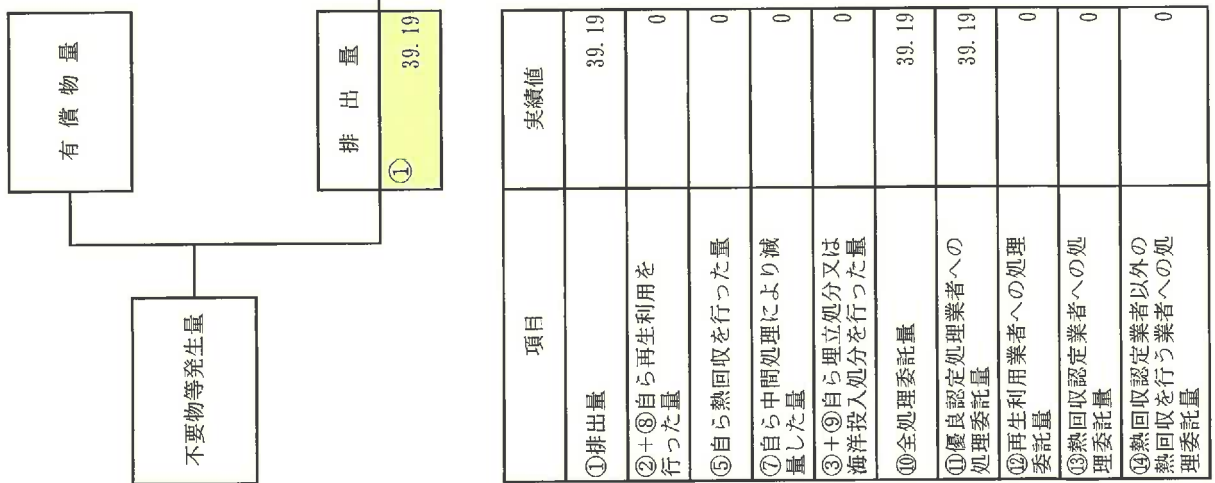 有償物量
不要物等発生量
排出量
① 39.19
項目 実績値
①排出量 39.19
②+⑧自ら再生利用を
行った量 0
⑤自ら熱回収を行った量 0
⑦自ら中間処理により減
量した量 0
③+⑨自ら埋立処分又は
海洋投入処分を行った量 0
⑩全処理委託量 39.19
⑪優良認定処理業者への
処理委託量 39.19
⑫再生利用業者への処理
委託量 0
⑬熱回収認定業者への処
理委託量 0
⑭熱回収認定業者以外の
熱回収を行う業者への処
理委託量 0